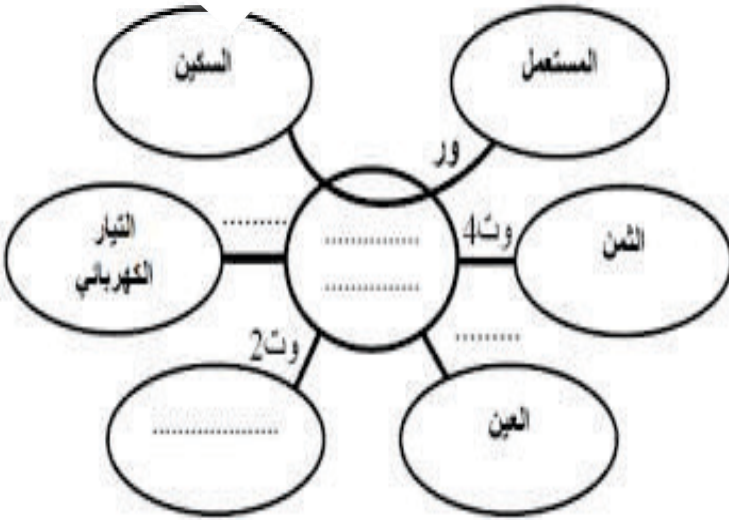 المستعمل
السكين
ور
الثمن
وت4
..............
..............
.........
التيار
الكهربائي
وت2
.........
العين
..................